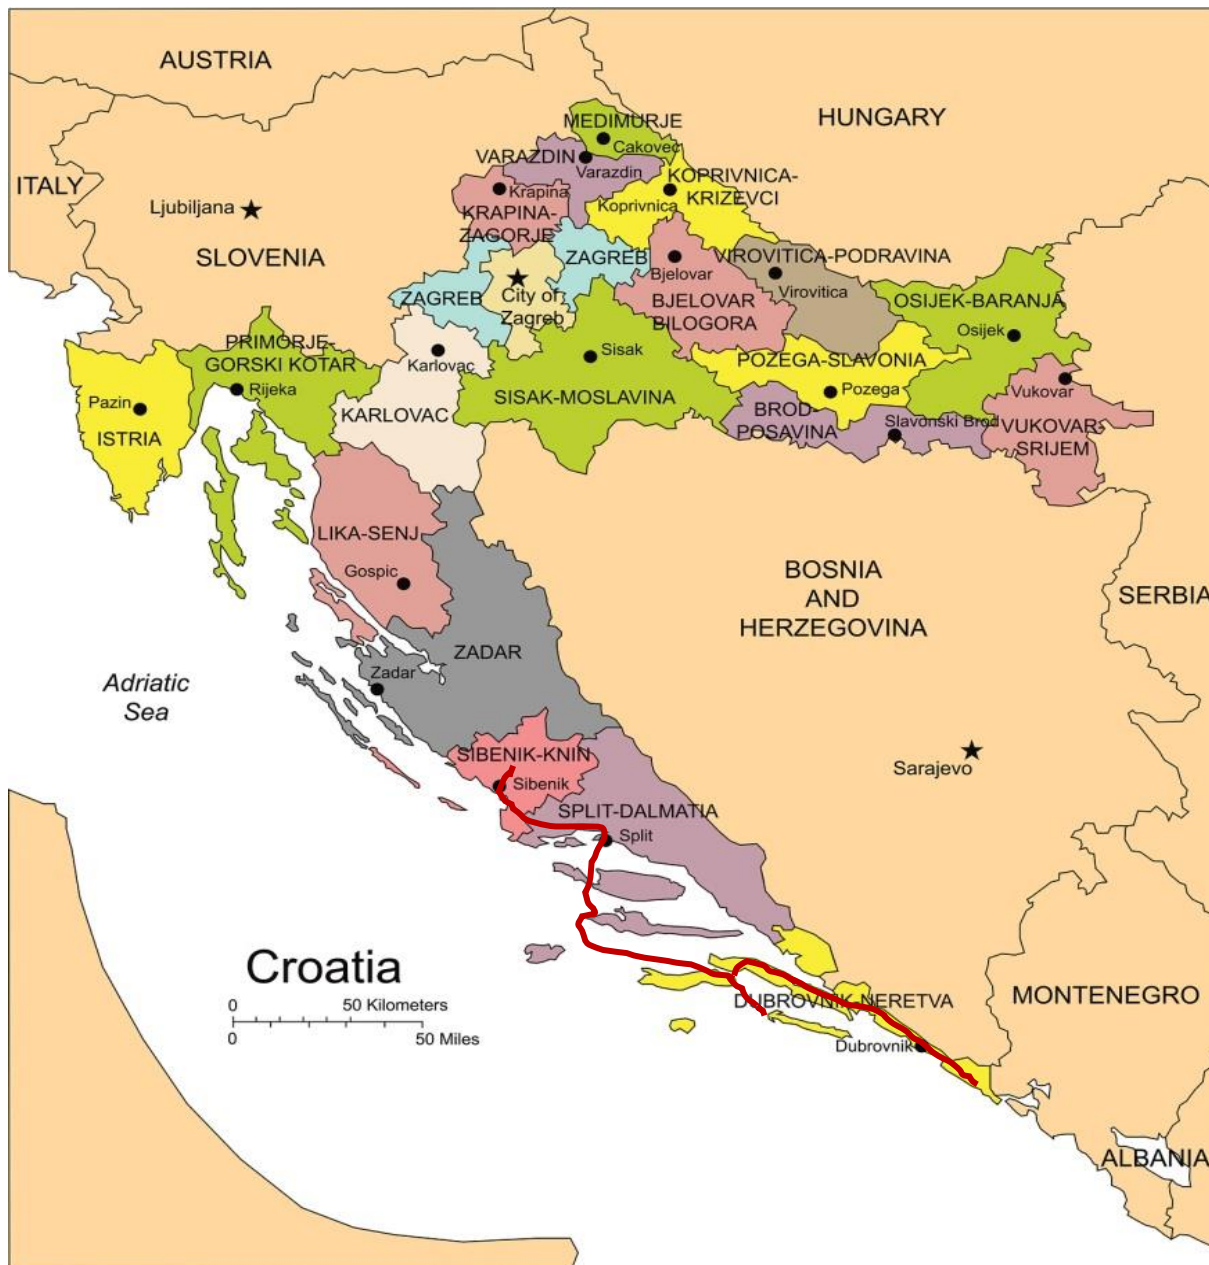 AUSTRIA
HUNGARY
MEDIMURJE
Cakovec
VARAZDIN
Varazdin
ITALY
Krapina
KOPRIVNICA-
KRIZEVCI
Ljubiljana
Koprivnica
KRAPINA-
ZAGORJE
SLOVENIA
ZAGREB
Bjelovar
VIROVITICA-PODRAVINA
Virovitica
ZAGREB
City of
Zagreb
BJELOVAR
BILOGORA
OSIJEK-BARANJA
Osijek
PRIMORJE-
GORSKI KOTAR
Rijeka
Karlovac
Sisak
POZEGA-SLAVONIA
Pozega
Vukovar
Pazin
ISTRIA
KARLOVAC
SISAK-MOSLAVINA
BROD-
POSAVINA
Slavonski Brod
VUKOVAR-
SRIJEM
LIKA-SENJ
Gospic
BOSNIA
AND
HERZEGOVINA
SERBIA
ZADAR
Zadar
Adriatic
Sea
SIBENIK-KNIN
Sibenik
Sarajevo
SPLIT-DALMATIA
Split
Croatia
0 50 Kilometers
0 50 Miles
DUBROVNIK-NERETVA
Dubrovnik
MONTENEGRO
ALBANIA